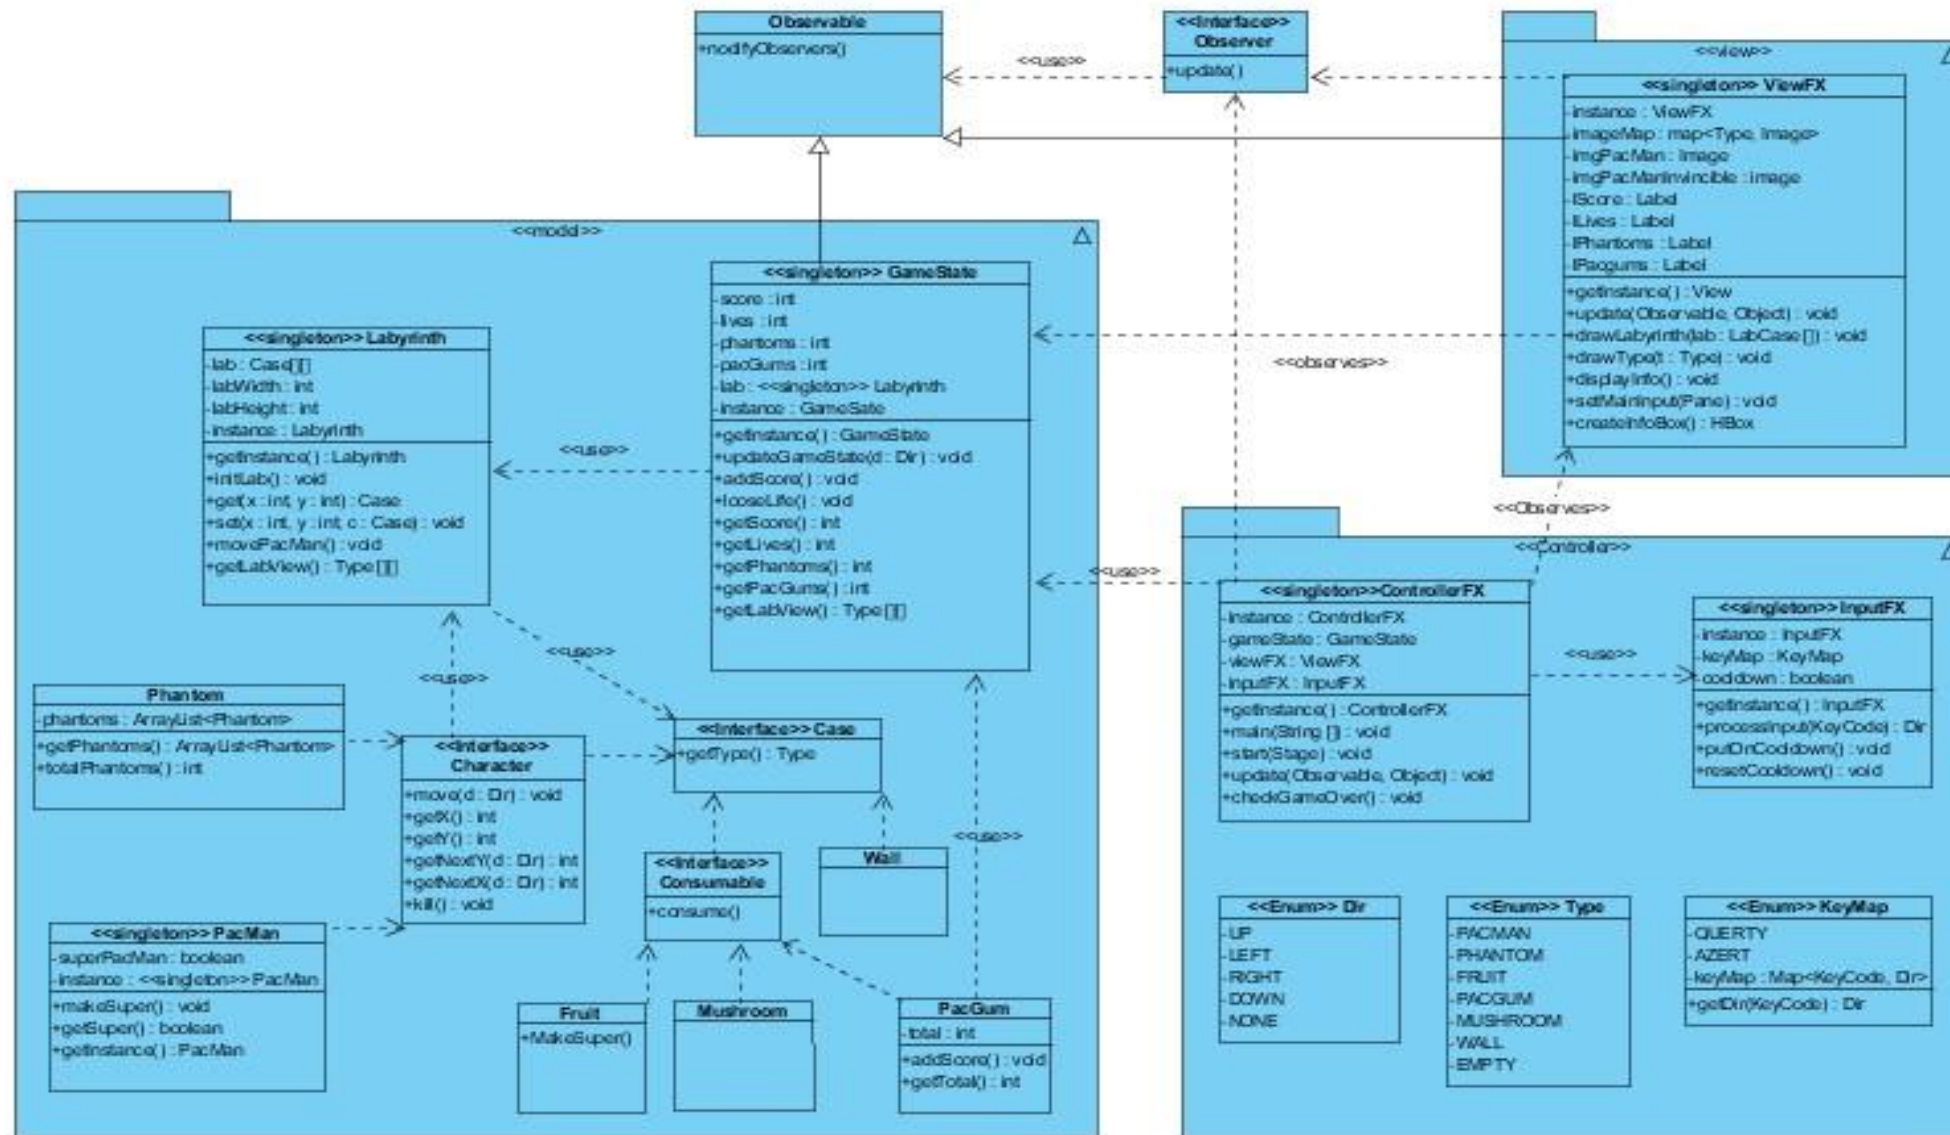 Observable
+notifyObservers()
<<Interface>>
Observer
+update()
<<use>>
<<view>>
<<singleton>> ViewFX
-instance : ViewFX
-imageMap : map<Type, Image>
-imgPacMan : Image
-imgPacManInvincible : image
-lScore : Label
-lLives : Label
-lPhantoms : Label
-lPacgums : Label
+getInstance() : View
+update(Observable, Object) : void
+drawLabyrinth(lab : LabCase[]) : void
+drawType(t : Type) : void
+displayInfo() : void
+setMainInput(Pane) : void
+createInfoBox() : HBox
<<model>>
<<singleton>> GameState
-score : int
-lives : int
-phantoms : int
-pacGums : int
-lab : <<singleton>> Labyrinth
-instance : GameSate
+getInstance() : GameState
+updateGameState(d : Dir) : void
+addScore() : void
+looseLife() : void
+getScore() : int
+getLives() : int
+getPhantoms() : int
+getPacGums() : int
+getLabView() : Type[][]
<<singleton>> Labyrinth
-lab : Case[][]
-labWidth : int
-labHeight : int
-instance : Labyrinth
+getInstance() : Labyrinth
+initLab() : void
+get(x : int, y : int) : Case
+set(x : int, y : int, c : Case) : void
+movePacMan() : void
+getLabView() : Type[][]
<<use>>
<<observes>>
<<Observes>>
<<use>>
<<use>>
<<use>>
<<use>>
Phantom
-phantoms : ArrayList<Phantom>
+getPhantoms() : ArrayList<Phantom>
+totalPhantoms() : int
<<Interface>>
Character
+move(d : Dir) : void
+getX() : int
+getY() : int
+getNextY(d : Dir) : int
+getNextX(d : Dir) : int
+kill() : void
<<Interface>> Case
+getType() : Type
<<Interface>>
Consumable
+consume()
Wall
<<singleton>> PacMan
-superPacMan : boolean
-instance : <<singleton>> PacMan
+makeSuper() : void
+getSuper() : boolean
+getInstance() : PacMan
Fruit
+MakeSuper()
Mushroom
PacGum
-total : int
+addScore() : void
+getTotal() : int
<<Controller>>
<<singleton>>ControllerFX
-instance : ControllerFX
-gameState : GameState
-viewFX : ViewFX
-inputFX : InputFX
+getInstance() : ControllerFX
+main(String []) : void
+start(Stage) : void
+update(Observable, Object) : void
+checkGameOver() : void
<<use>>
<<singleton>> InputFX
-instance : InputFX
-keyMap : KeyMap
-cooldown : boolean
+getInstance() : InputFX
+processInput(KeyCode) : Dir
+putOnCooldown() : void
+resetCooldown() : void
<<Enum>> Dir
-UP
-LEFT
-RIGHT
-DOWN
-NONE
<<Enum>> Type
-PACMAN
-PHANTOM
-FRUIT
-PACGUM
-MUSHROOM
-WALL
-EMPTY
<<Enum>> KeyMap
-QUERTY
-AZERT
-keyMap : Map<KeyCode, Dir>
+getDir(KeyCode) : Dir